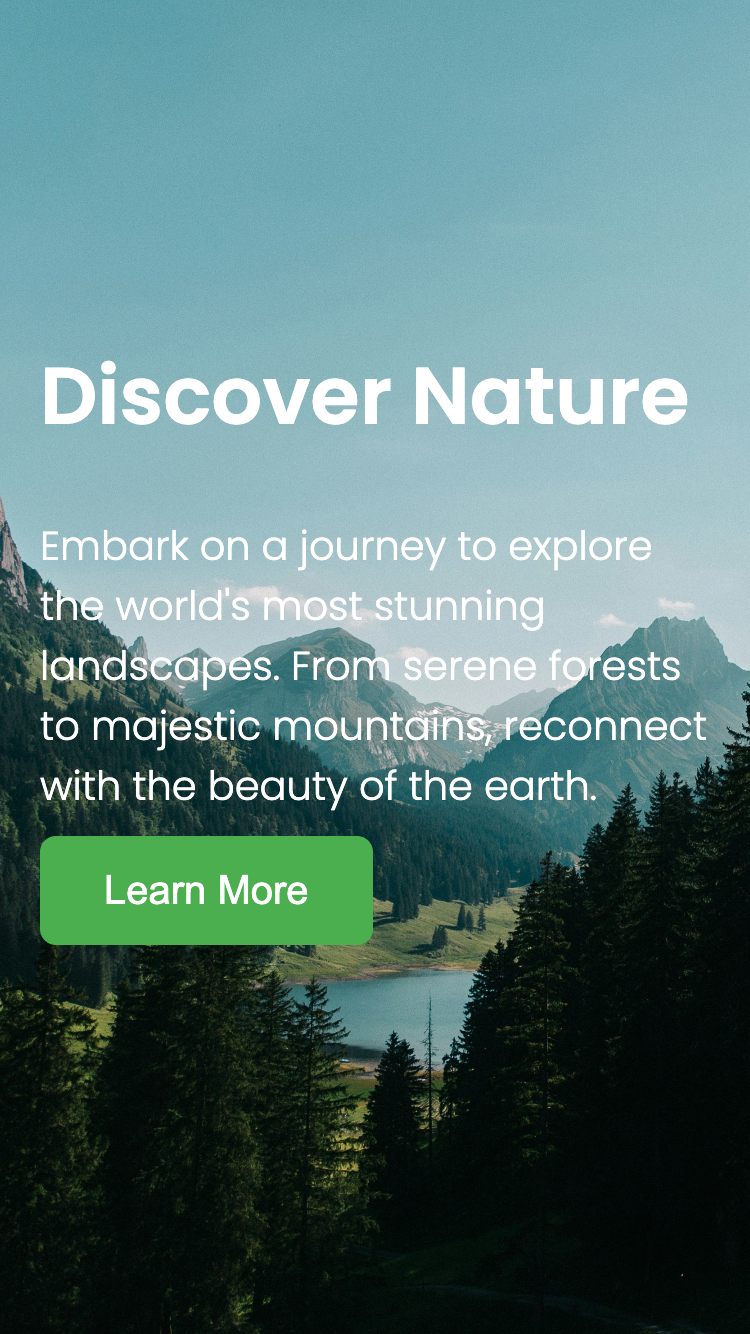 Discover Nature
Embark on a journey to explore
the world's most stunning
landscapes. From serene forests
to majestic mountains, reconnect
with the beauty of the earth.
Learn More